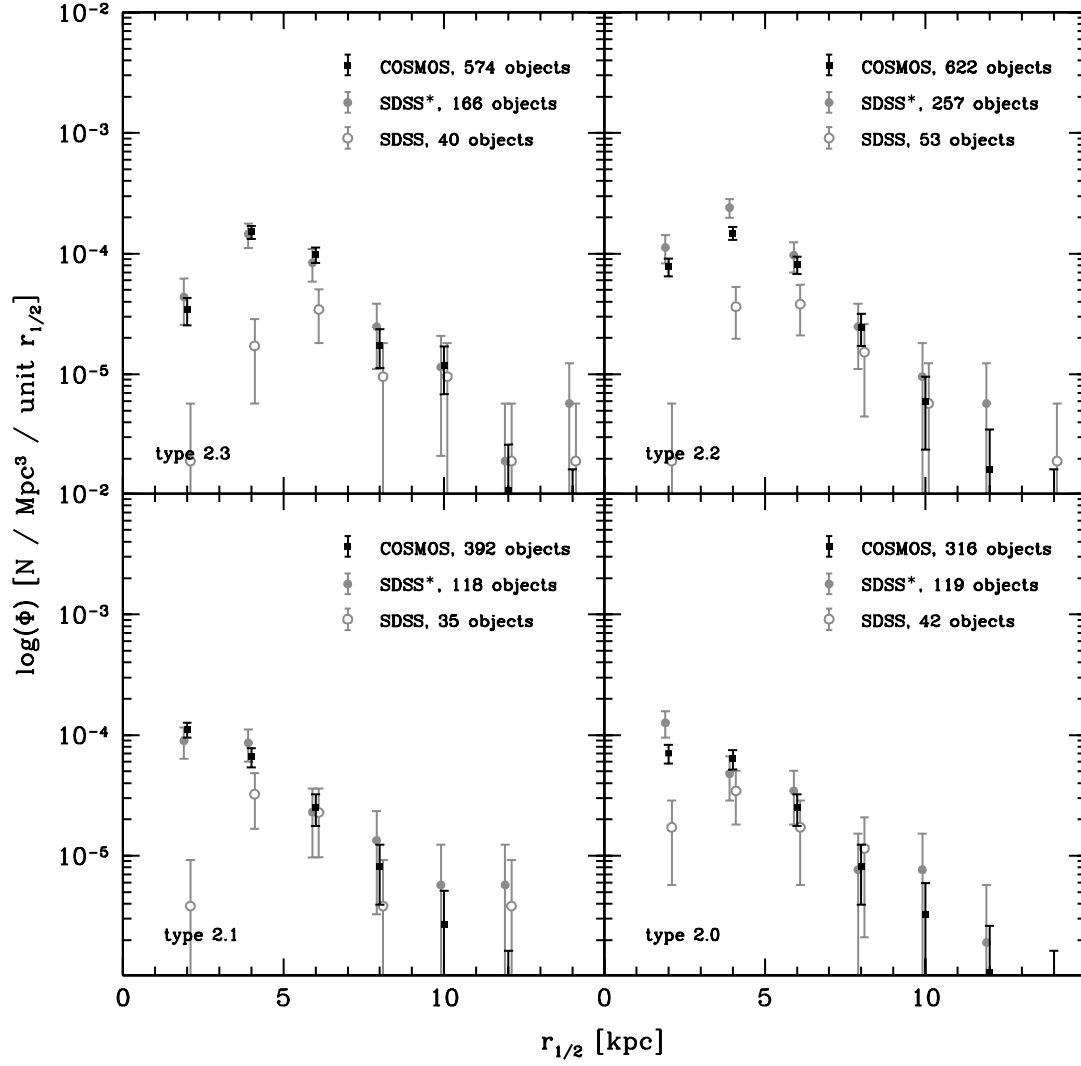 10⁻²
COSMOS, 574 objects
SDSS*, 166 objects
SDSS, 40 objects
COSMOS, 622 objects
SDSS*, 257 objects
SDSS, 53 objects
10⁻³
10⁻⁴
10⁻⁵
type 2.3
type 2.2
10⁻²
COSMOS, 392 objects
SDSS*, 118 objects
SDSS, 35 objects
COSMOS, 316 objects
SDSS*, 119 objects
SDSS, 42 objects
10⁻³
10⁻⁴
10⁻⁵
type 2.1
type 2.0
0 5 10 0 5 10
r₁/₂ [kpc]
log(Φ) [N / Mpc³ / unit r₁/₂]